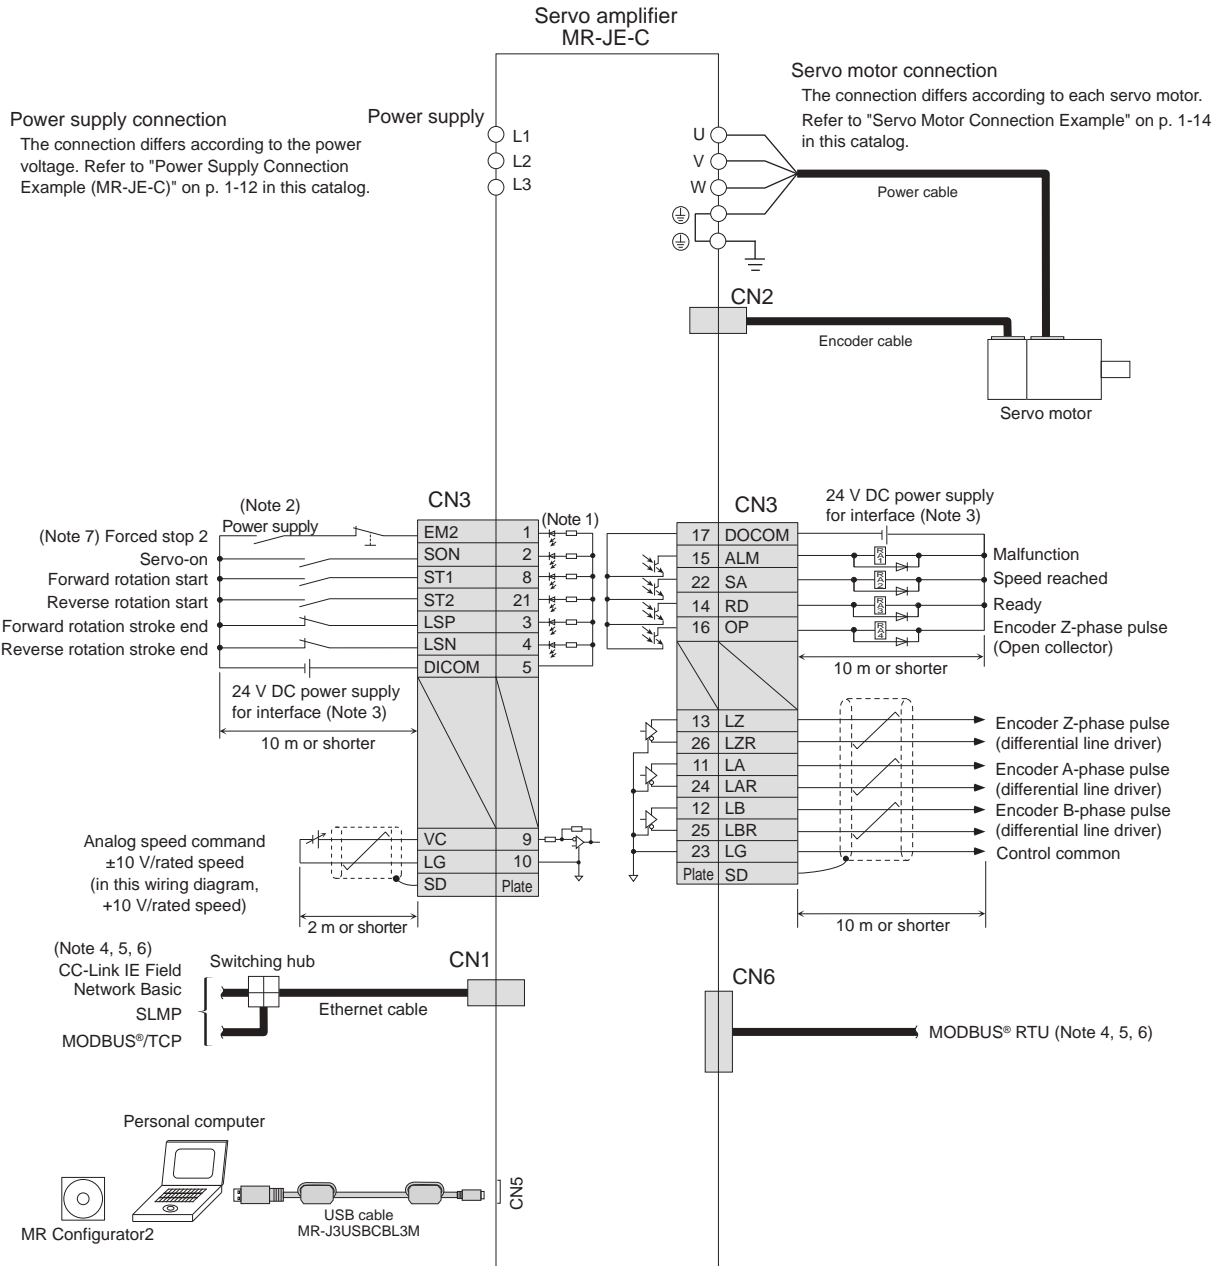 Servo amplifier
MR-JE-C
Power supply connection
The connection differs according to the power
voltage. Refer to "Power Supply Connection
Example (MR-JE-C)" on p. 1-12 in this catalog.
Power supply
L1
L2
L3
U
V
W
Servo motor connection
The connection differs according to each servo motor.
Refer to "Servo Motor Connection Example" on p. 1-14
in this catalog.
Power cable
CN2
Encoder cable
Servo motor
CN3
(Note 2)
Power supply
(Note 1)
(Note 7) Forced stop 2
EM2 1
Servo-on
SON 2
Forward rotation start
ST1 8
Reverse rotation start
ST2 21
Forward rotation stroke end
LSP 3
Reverse rotation stroke end
LSN 4
DICOM 5
24 V DC power supply
for interface (Note 3)
10 m or shorter
Analog speed command
±10 V/rated speed
(in this wiring diagram,
+10 V/rated speed)
VC 9
LG 10
SD Plate
2 m or shorter
CN3
24 V DC power supply
for interface (Note 3)
17 DOCOM
15 ALM
RA1
Malfunction
22 SA
RA2
Speed reached
14 RD
RA3
Ready
16 OP
RA4
Encoder Z-phase pulse
(Open collector)
10 m or shorter
13 LZ
26 LZR
Encoder Z-phase pulse
(differential line driver)
11 LA
24 LAR
Encoder A-phase pulse
(differential line driver)
12 LB
25 LBR
Encoder B-phase pulse
(differential line driver)
23 LG
Control common
Plate SD
10 m or shorter
(Note 4, 5, 6)
CC-Link IE Field
Network Basic
SLMP
MODBUS®/TCP
Switching hub
Ethernet cable
CN1
CN6
MODBUS® RTU (Note 4, 5, 6)
Personal computer
MR Configurator2
USB cable
MR-J3USBCBL3M
CN5